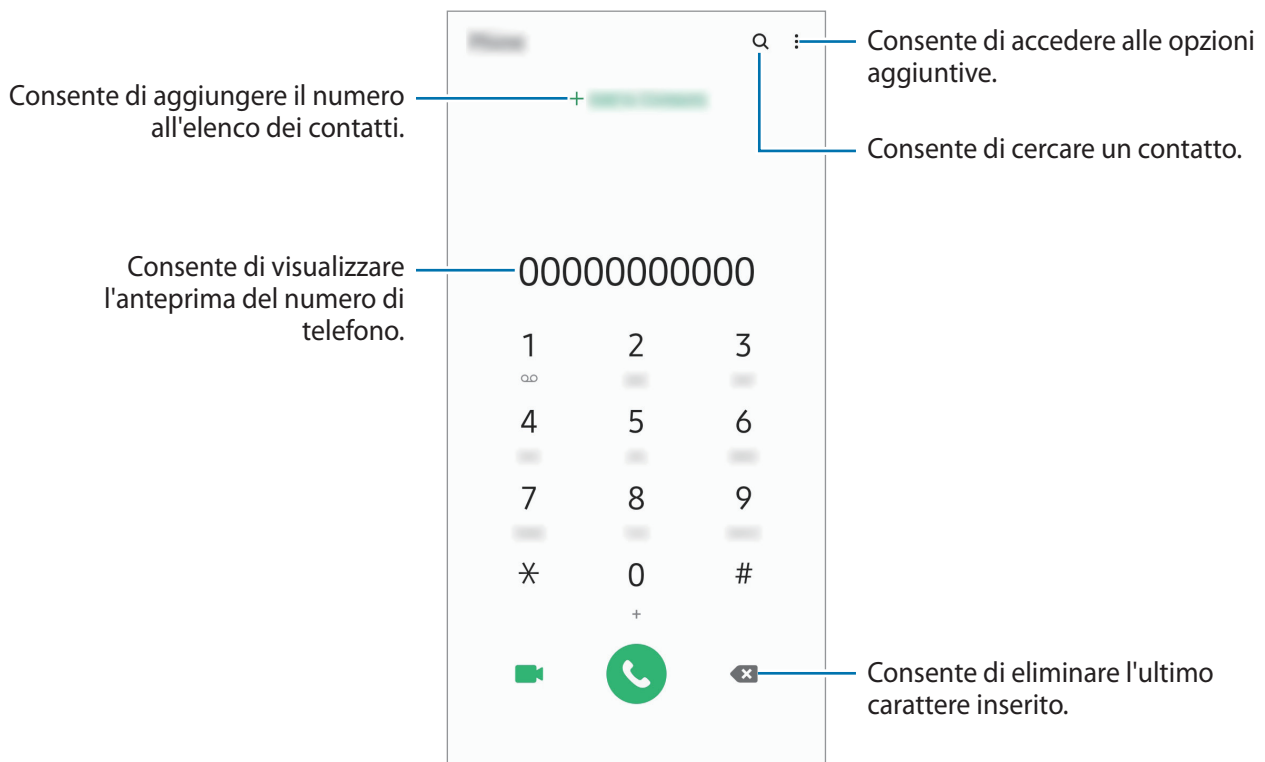 Consente di accedere alle opzioni
aggiuntive.
Consente di aggiungere il numero
all'elenco dei contatti.
+
Consente di cercare un contatto.
Consente di visualizzare
l'anteprima del numero di
telefono.
00000000000
1 2 3
4 5 6
7 8 9
* 0 #
+
Consente di eliminare l'ultimo
carattere inserito.